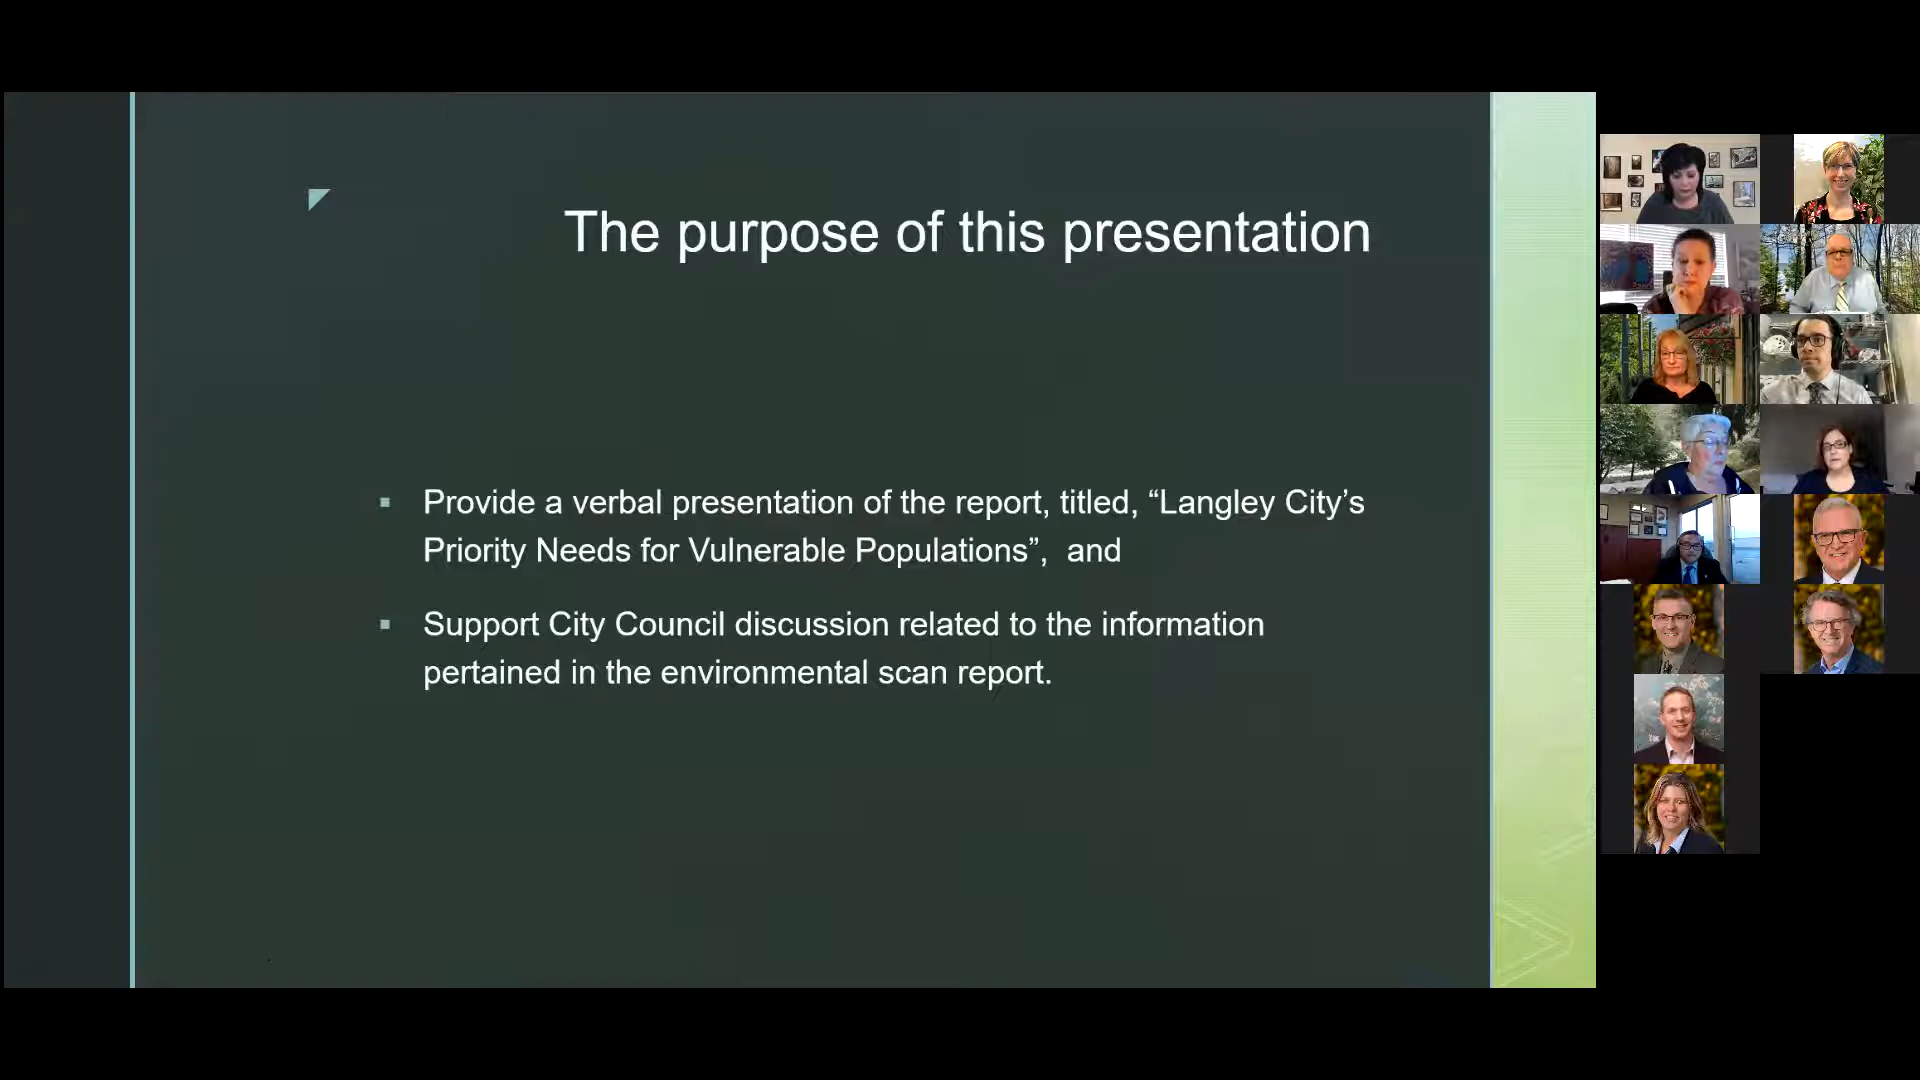 The purpose of this presentation
▪ Provide a verbal presentation of the report, titled, “Langley City’s
Priority Needs for Vulnerable Populations”,  and
▪ Support City Council discussion related to the information
pertained in the environmental scan report.